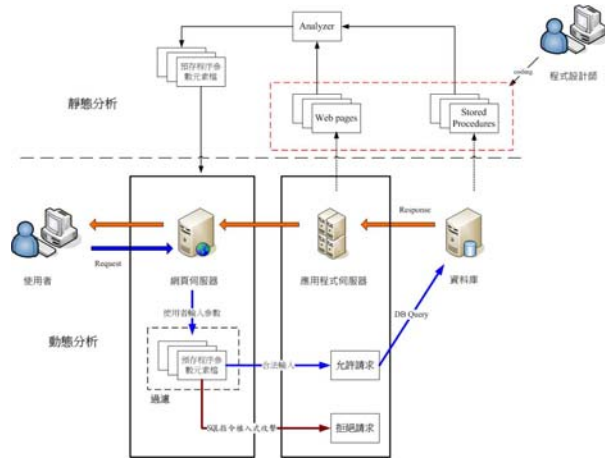 Analyzer
預存程序參
數元素檔
程式設計師
coding
靜態分析
Web pages
Stored
Procedures
Response
Request
使用者
網頁伺服器
應用程式伺服器
資料庫
使用者輸入參數
DB Query
動態分析
預存程序參
數元素檔
合法輸入
允許請求
過濾
SQL指令植入式攻擊
拒絕請求